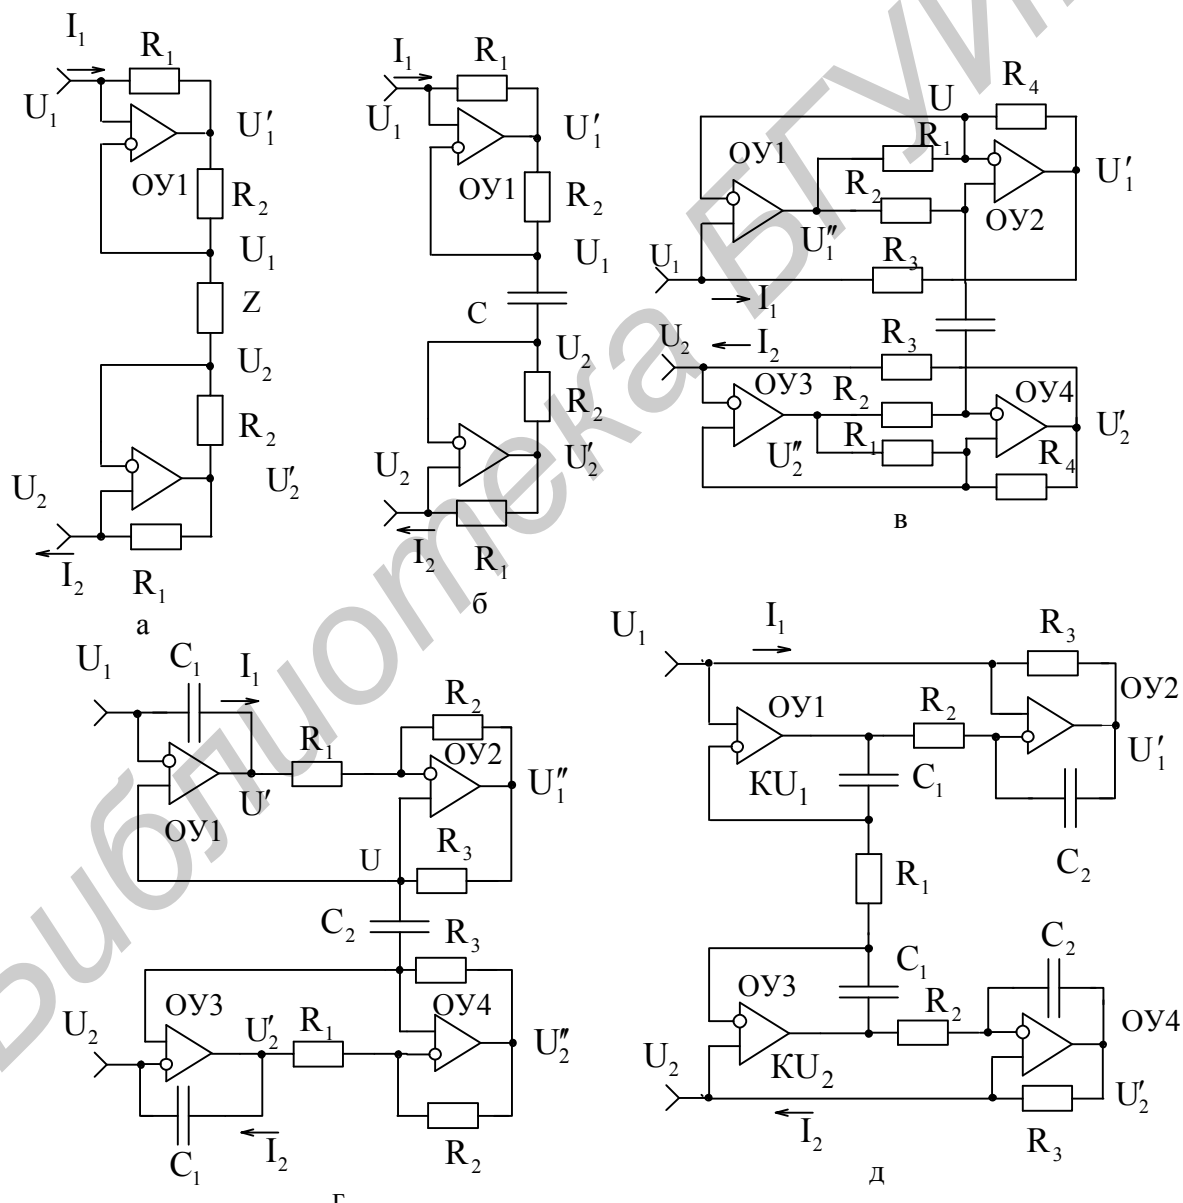 I₁
R₁
U₁
U₁′
ОУ1
R₂
U₁
Z
U₂
R₂
U₂′
U₂
I₂
R₁
а
I₁
R₁
U₁
U₁′
ОУ1
R₂
U₁
C
U₂
R₂
U₂
U₂′
I₂
R₁
б
U
R₄
ОУ1
R₁
R₂
U₁′
ОУ2
U₁″
U₁
R₃
I₁
U₂
I₂
R₃
ОУ3
R₂
ОУ4
R₁
U₂″
U₂′
R₄
в
U₁
C₁
I₁
R₂
R₁
ОУ2
U′
U₁″
ОУ1
R₃
U
C₂
R₃
ОУ3
ОУ4
U₂
U₂′
R₁
U₂″
I₂
R₂
C₁
г
U₁
I₁
R₃
ОУ1
R₂
ОУ2
KU₁
C₁
U₁′
C₂
R₁
C₂
C₁
ОУ3
R₂
ОУ4
U₂
KU₂
U₂′
I₂
R₃
д
Библиотека БГУИ